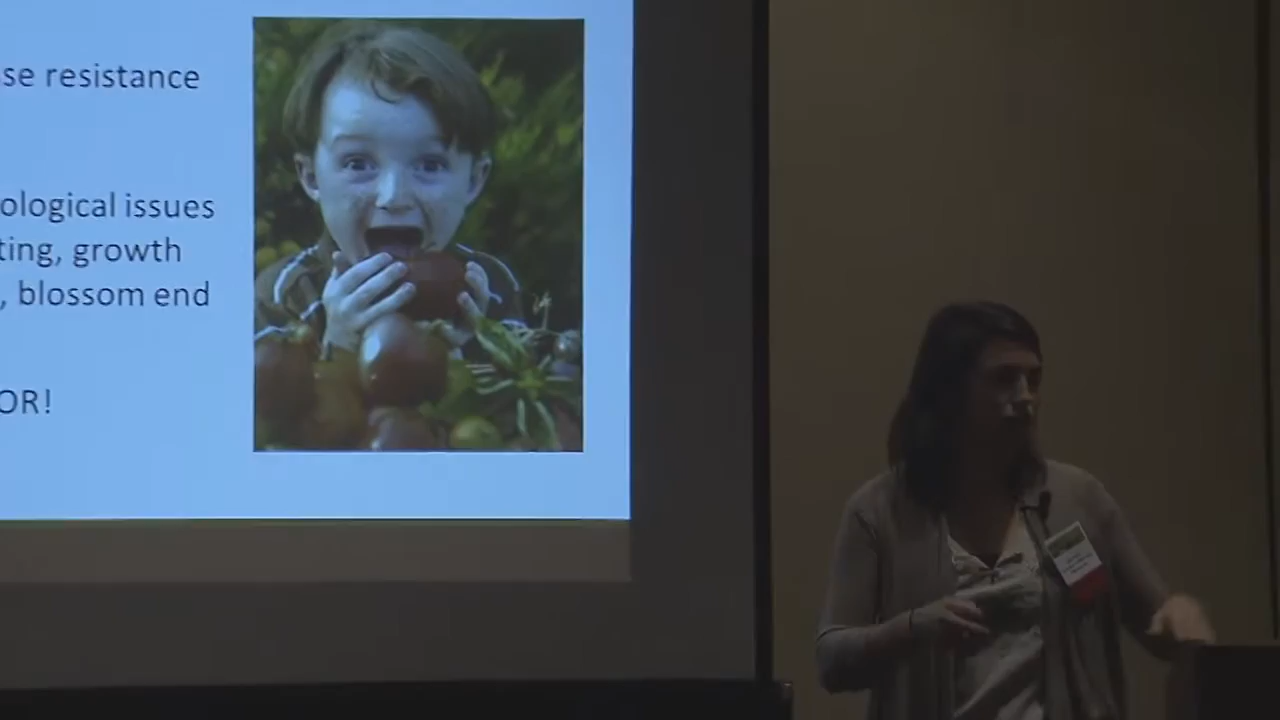 se resistance
ological issues
ting, growth
, blossom end
OR!